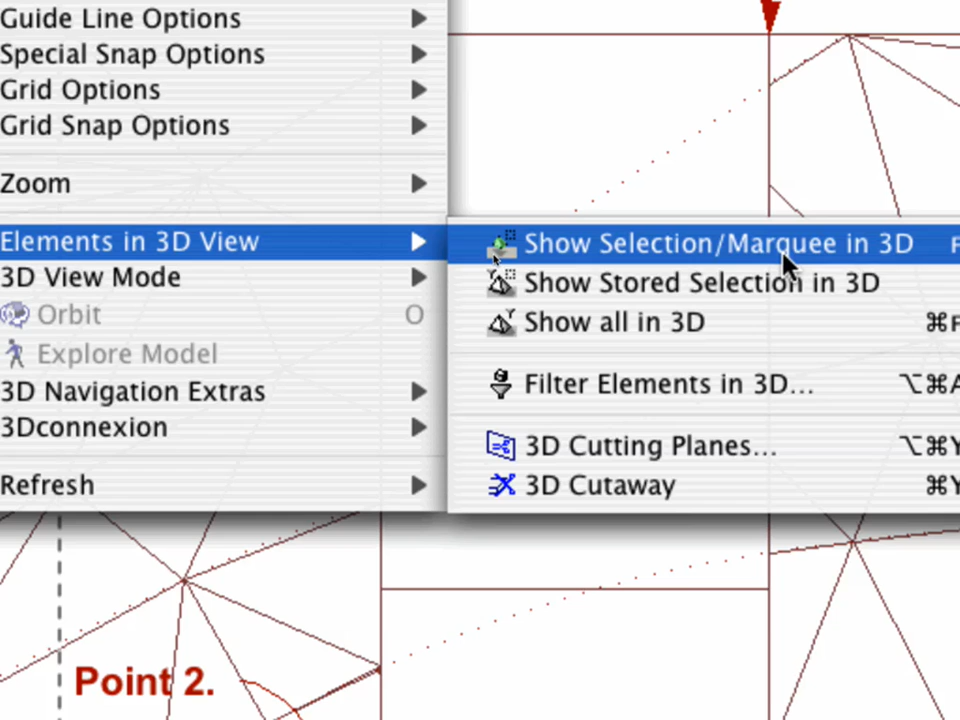 Guide Line Options
Special Snap Options
Grid Options
Grid Snap Options
Zoom
Elements in 3D View
3D View Mode
Orbit O
Explore Model
3D Navigation Extras
3Dconnexion
Refresh
Show Selection/Marquee in 3D F
Show Stored Selection in 3D
Show all in 3D ⌘F
Filter Elements in 3D... ⌥⌘A
3D Cutting Planes... ⌥⌘Y
3D Cutaway ⌘Y
Point 2.